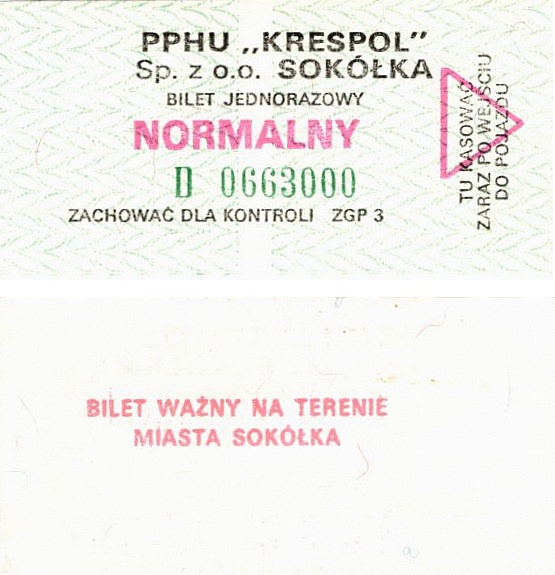 PPHU „KRESPOL”
Sp. z o.o. SOKÓŁKA
BILET JEDNORAZOWY
NORMALNY
D 0663000
ZACHOWAĆ DLA KONTROLI ZGP 3
TU KASOWAĆ
ZARAZ PO WEJŚCIU
DO POJAZDU
BILET WAŻNY NA TERENIE
MIASTA SOKÓŁKA